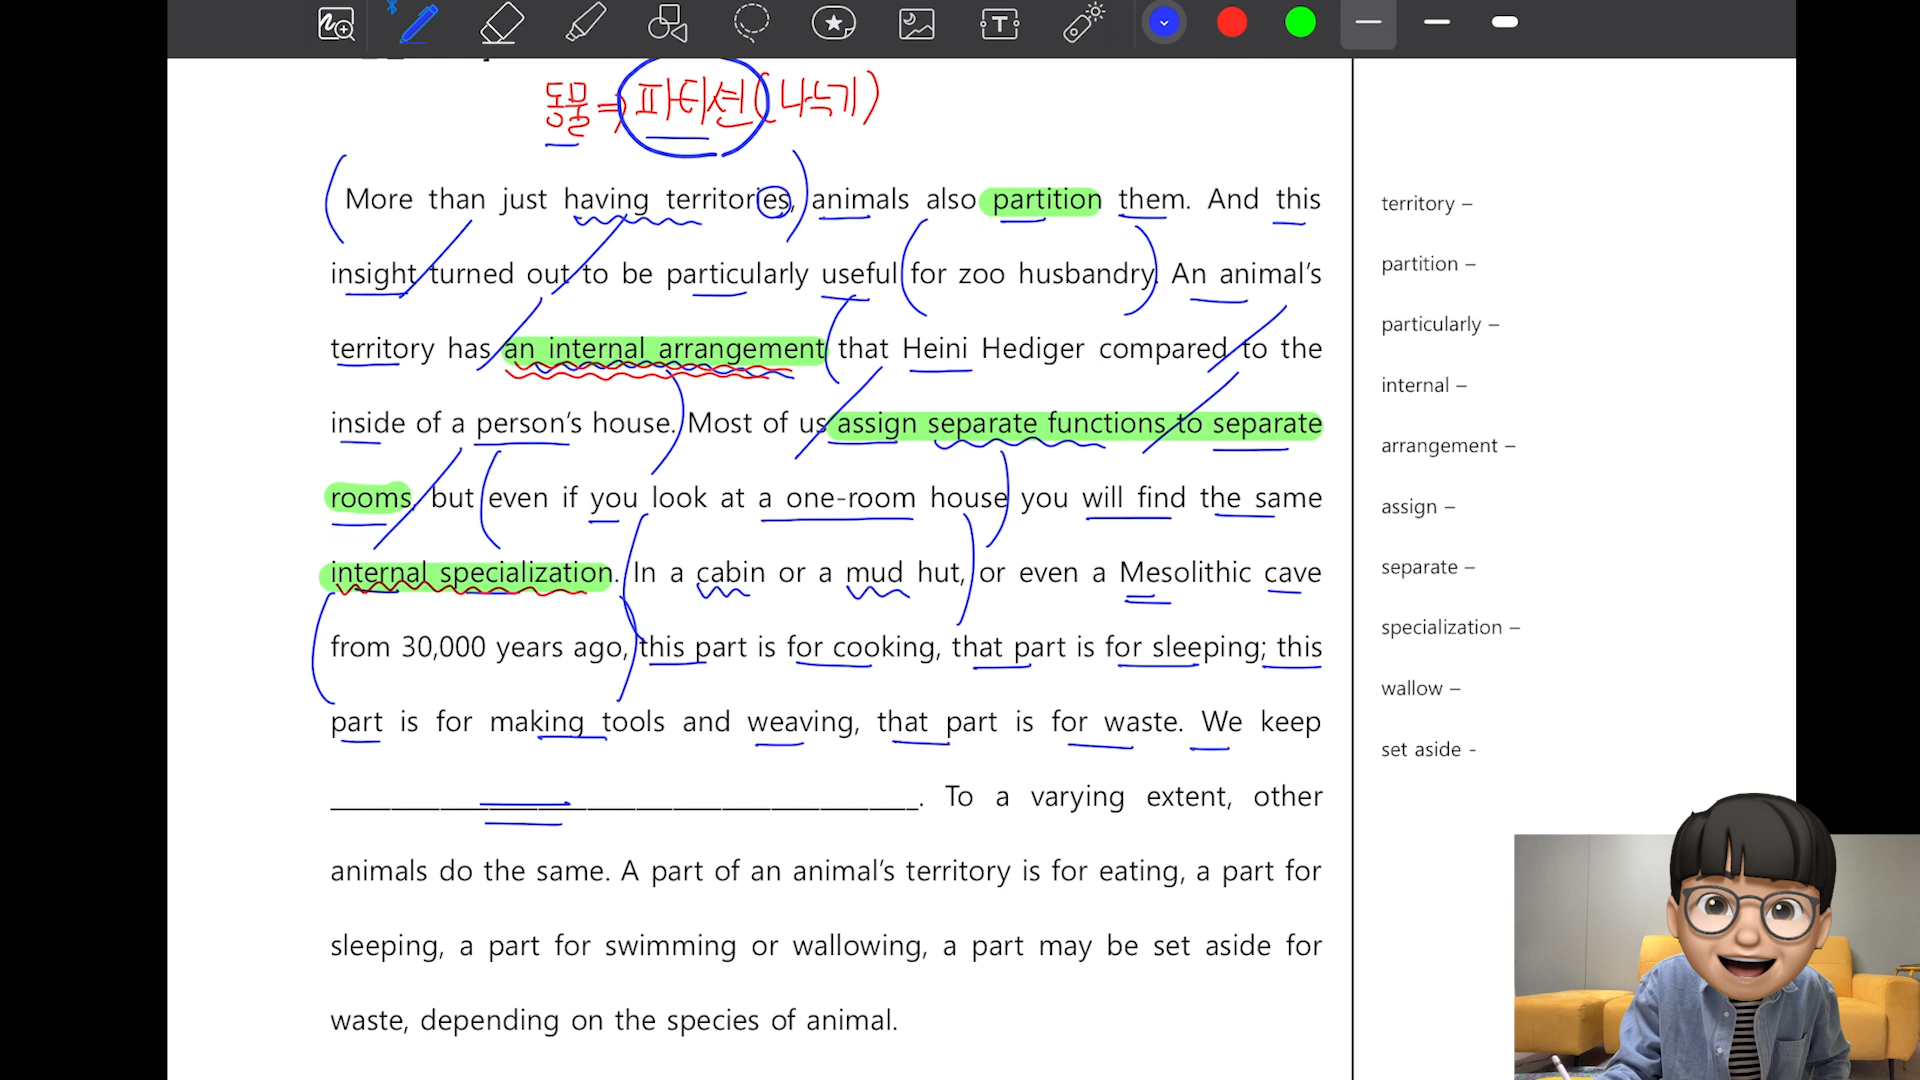 동물 ⇒ 파티션 (나누기)
More than just having territories, animals also partition them. And this
insight turned out to be particularly useful for zoo husbandry. An animal's
territory has an internal arrangement that Heini Hediger compared to the
inside of a person's house. Most of us assign separate functions to separate
rooms, but even if you look at a one-room house you will find the same
internal specialization. In a cabin or a mud hut, or even a Mesolithic cave
from 30,000 years ago, this part is for cooking, that part is for sleeping; this
part is for making tools and weaving, that part is for waste. We keep
________________________________________. To a varying extent, other
animals do the same. A part of an animal's territory is for eating, a part for
sleeping, a part for swimming or wallowing, a part may be set aside for
waste, depending on the species of animal.
territory –
partition –
particularly –
internal –
arrangement –
assign –
separate –
specialization –
wallow –
set aside -